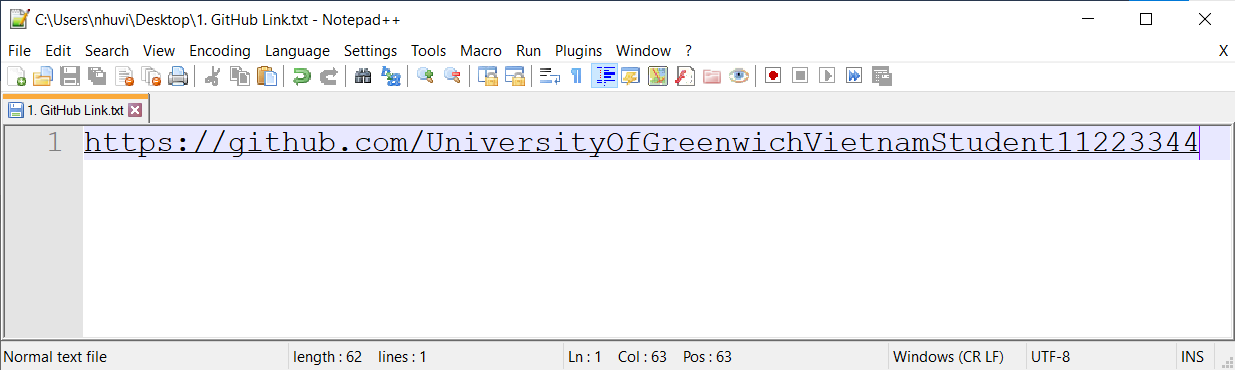 C:\Users\nhuvi\Desktop\1. GitHub Link.txt - Notepad++
File Edit Search View Encoding Language Settings Tools Macro Run Plugins Window ? X
1. GitHub Link.txt
1 https://github.com/UniversityOfGreenwichVietnamStudent11223344
Normal text file length : 62 lines : 1 Ln : 1 Col : 63 Pos : 63 Windows (CR LF) UTF-8 INS